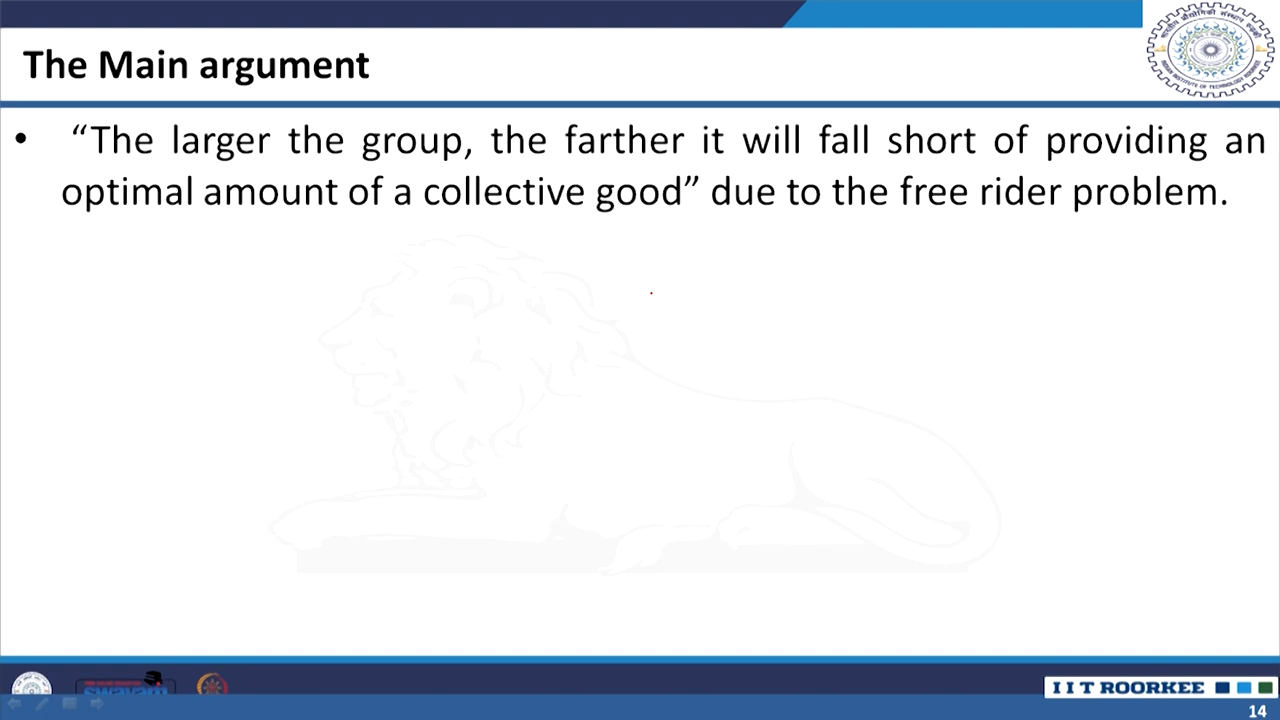 The Main argument
• “The larger the group, the farther it will fall short of providing an
optimal amount of a collective good” due to the free rider problem.
swayam
IIT ROORKEE
14